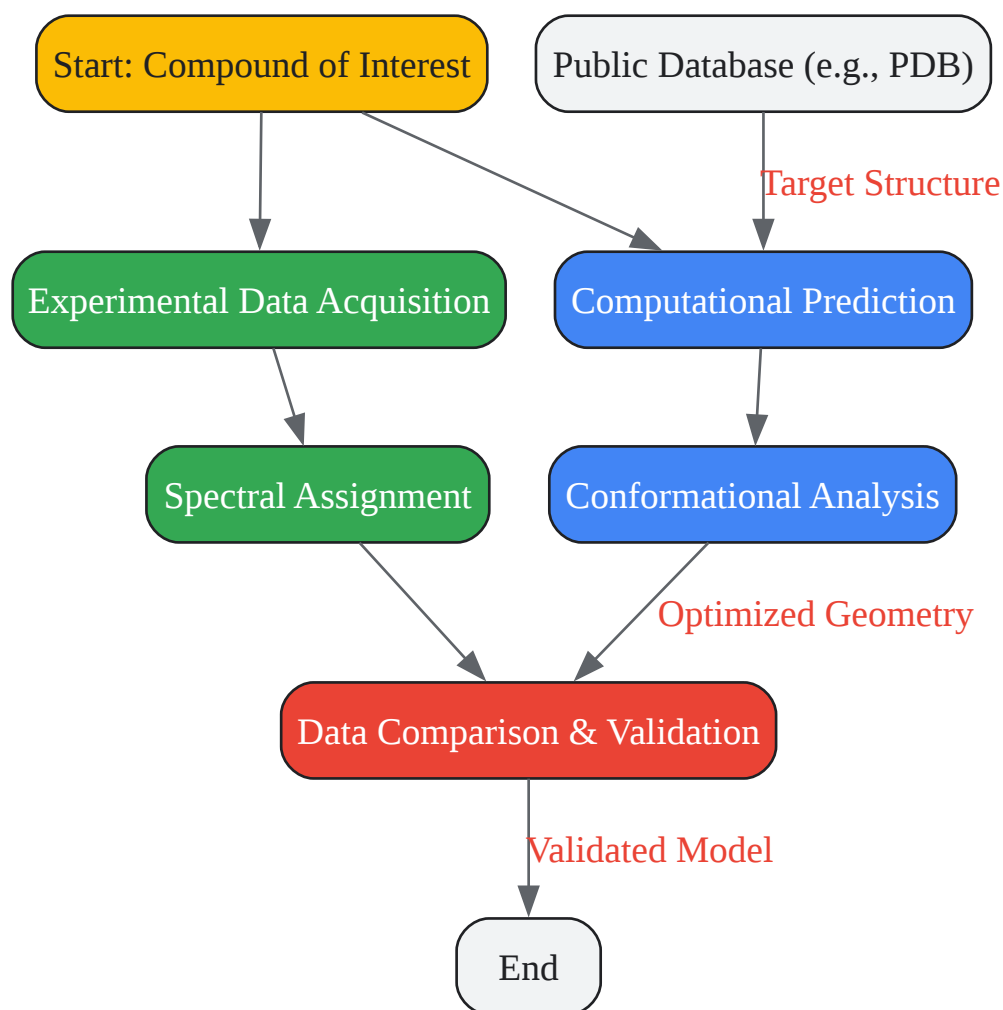 Start: Compound of Interest
Public Database (e.g., PDB)
Target Structure
Experimental Data Acquisition
Computational Prediction
Spectral Assignment
Conformational Analysis
Optimized Geometry
Data Comparison & Validation
Validated Model
End